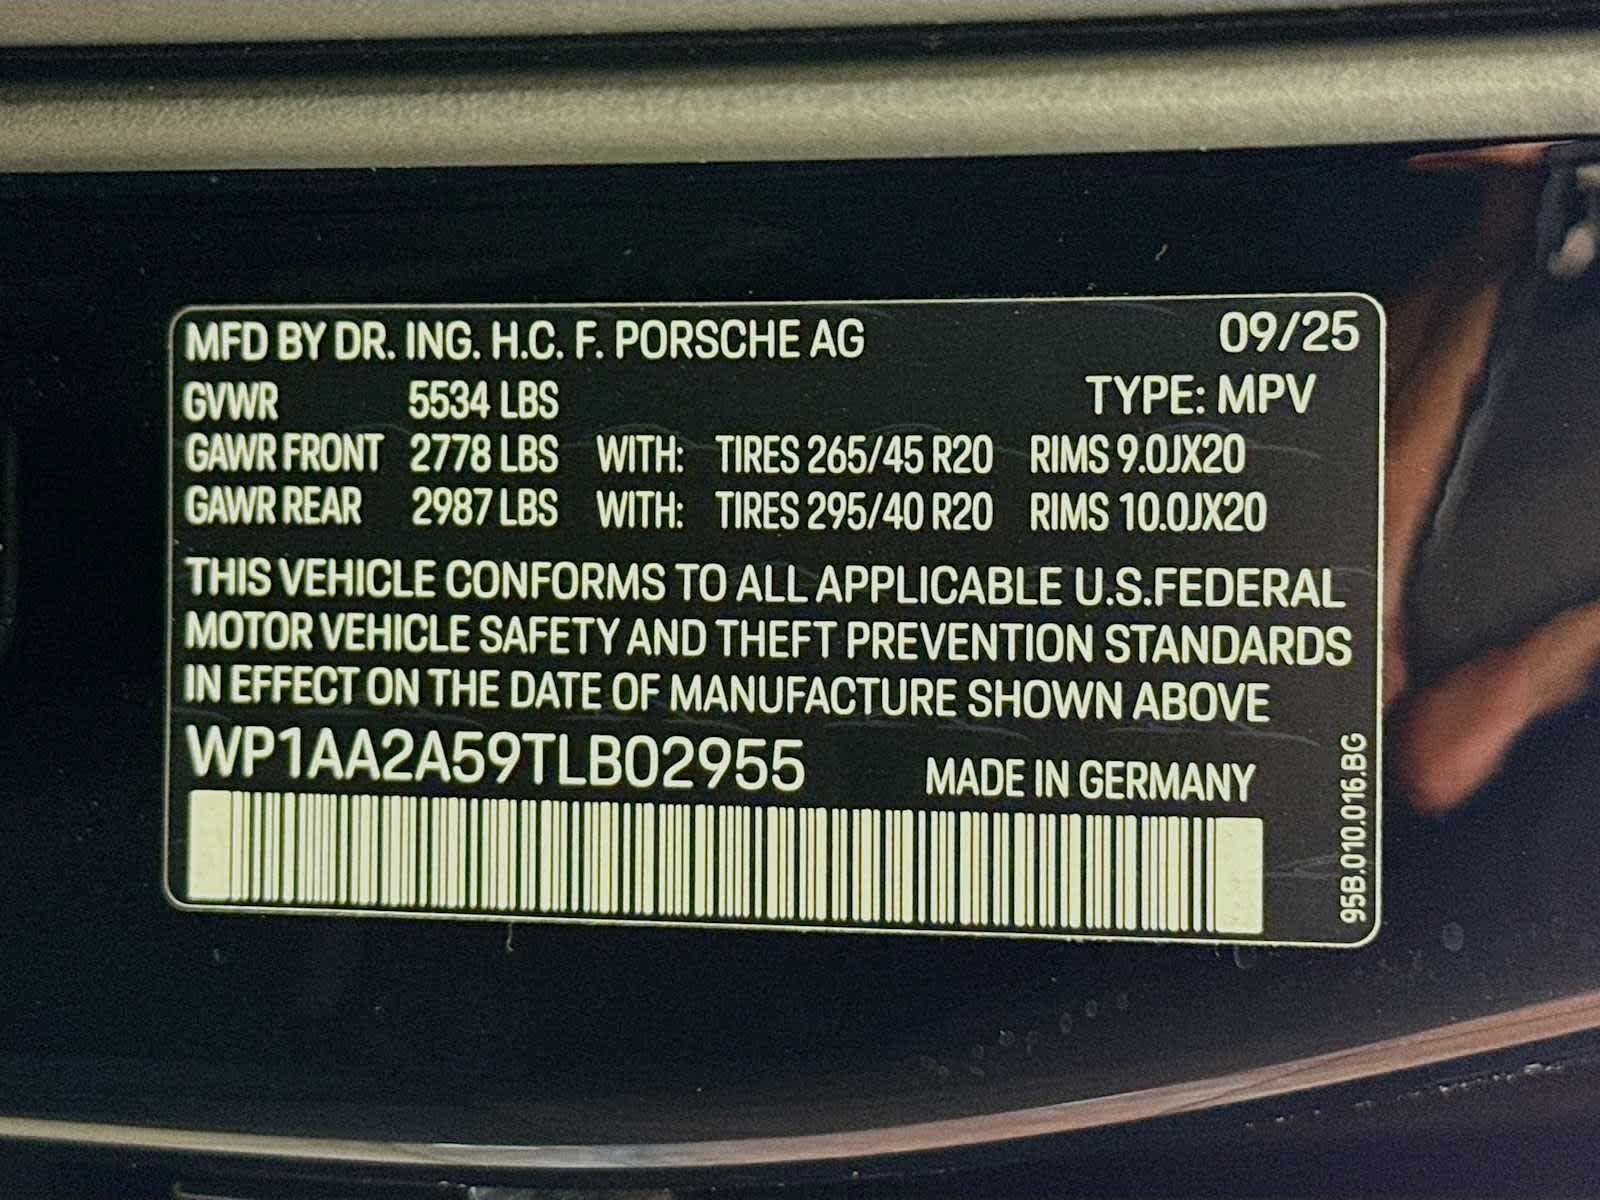 MFD BY DR. ING. H.C. F. PORSCHE AG 09/25
GVWR 5534 LBS TYPE: MPV
GAWR FRONT 2778 LBS WITH: TIRES 265/45 R20 RIMS 9.0JX20
GAWR REAR 2987 LBS WITH: TIRES 295/40 R20 RIMS 10.0JX20
THIS VEHICLE CONFORMS TO ALL APPLICABLE U.S.FEDERAL
MOTOR VEHICLE SAFETY AND THEFT PREVENTION STANDARDS
IN EFFECT ON THE DATE OF MANUFACTURE SHOWN ABOVE
WP1AA2A59TLB02955 MADE IN GERMANY
95B.010.016.BG